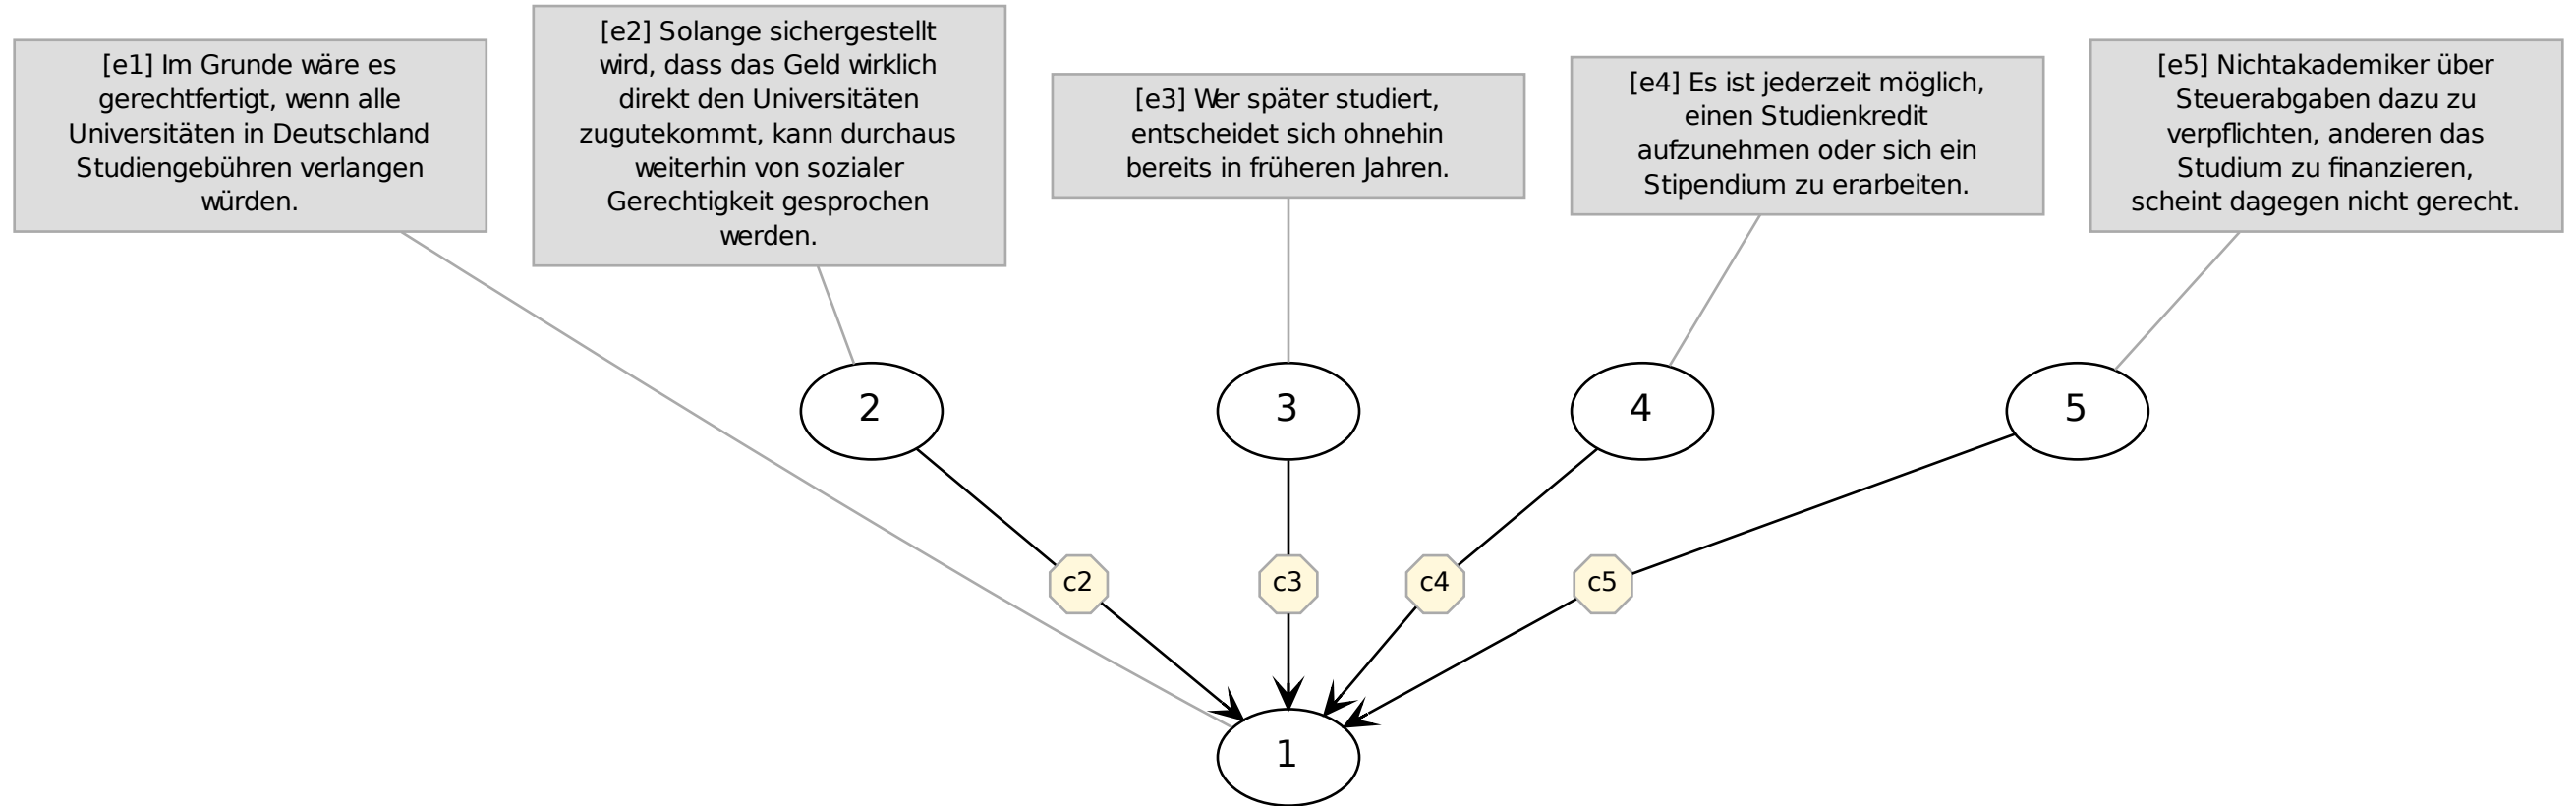 [e1] Im Grunde wäre es
gerechtfertigt, wenn alle
Universitäten in Deutschland
Studiengebühren verlangen
würden.
[e2] Solange sichergestellt
wird, dass das Geld wirklich
direkt den Universitäten
zugutekommt, kann durchaus
weiterhin von sozialer
Gerechtigkeit gesprochen
werden.
[e3] Wer später studiert,
entscheidet sich ohnehin
bereits in früheren Jahren.
[e4] Es ist jederzeit möglich,
einen Studienkredit
aufzunehmen oder sich ein
Stipendium zu erarbeiten.
[e5] Nichtakademiker über
Steuerabgaben dazu zu
verpflichten, anderen das
Studium zu finanzieren,
scheint dagegen nicht gerecht.
2
3
4
5
c2
c3
c4
c5
1